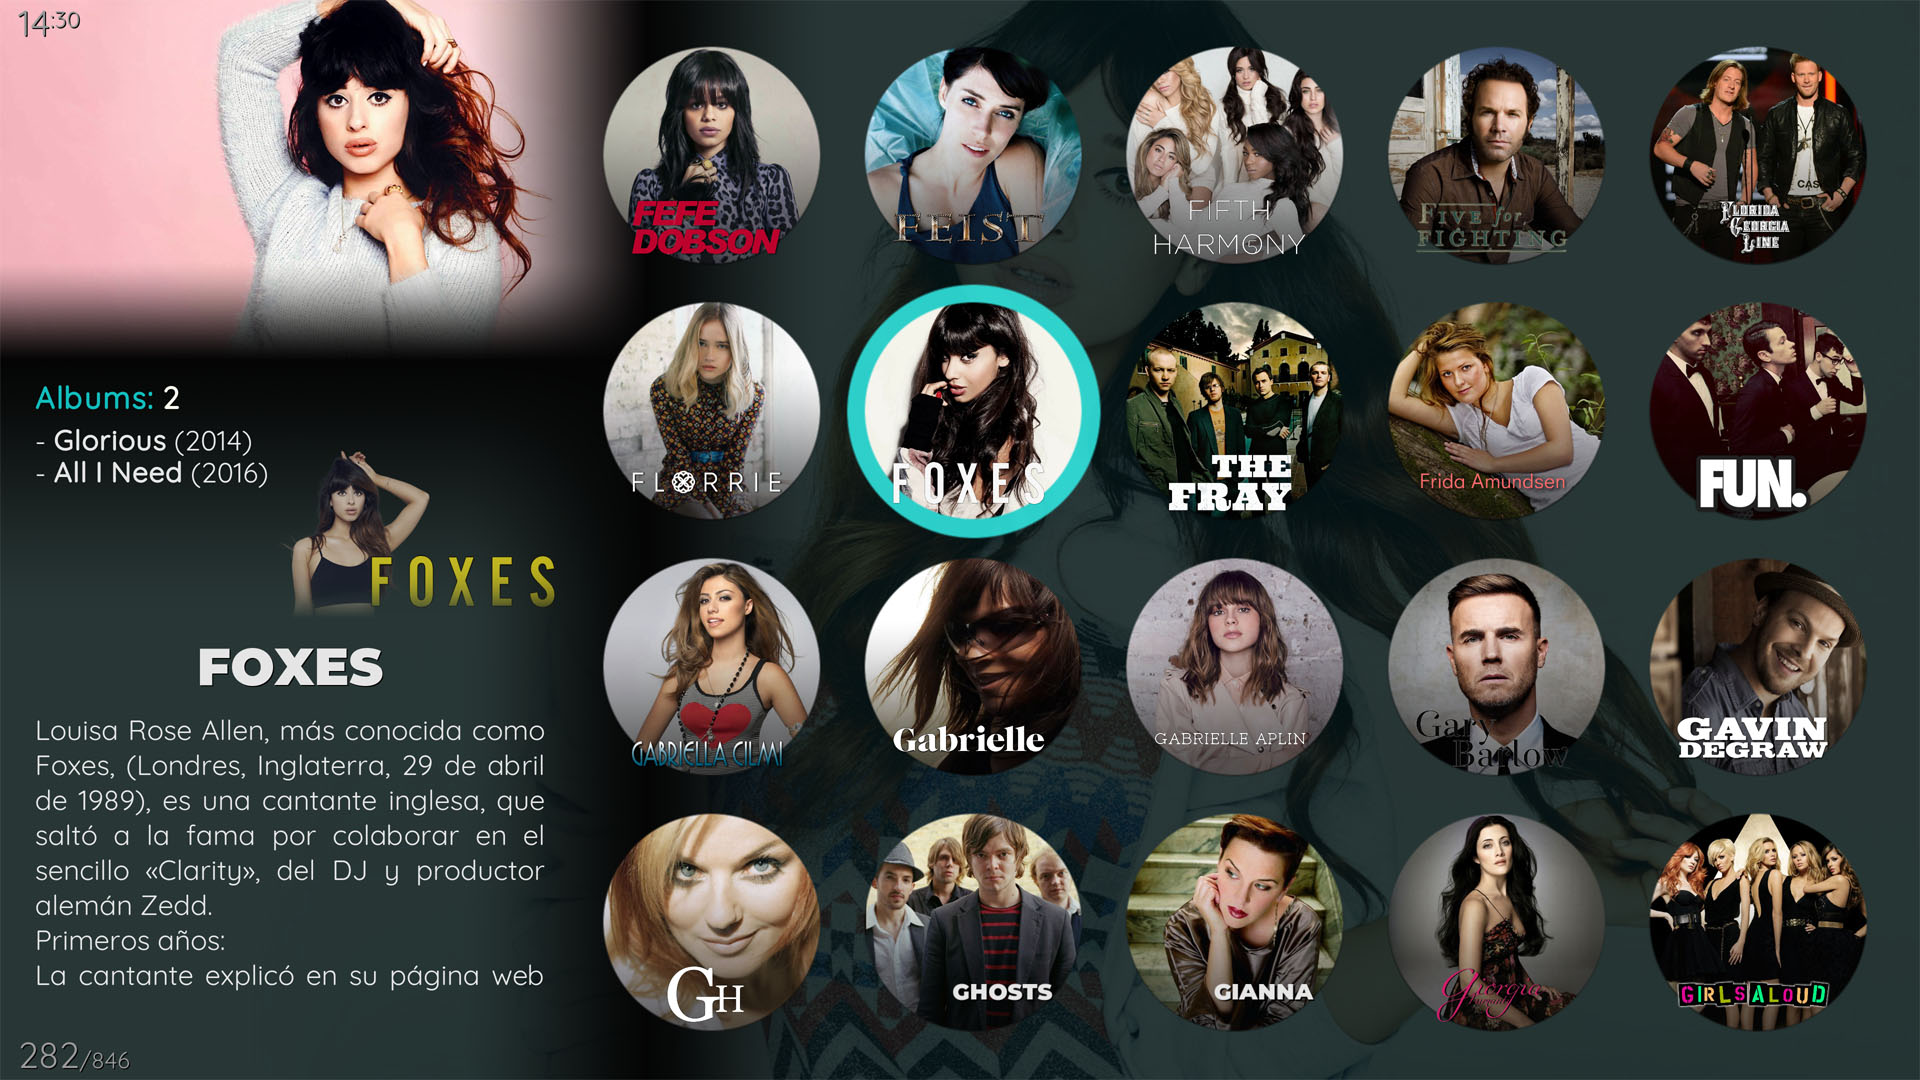 14:30
Albums: 2
- Glorious (2014)
- All I Need (2016)
FOXES
FOXES
Louisa Rose Allen, más conocida como
Foxes, (Londres, Inglaterra, 29 de abril
de 1989), es una cantante inglesa, que
saltó a la fama por colaborar en el
sencillo «Clarity», del DJ y productor
alemán Zedd.
Primeros años:
La cantante explicó en su página web
282/846
FEFE
DOBSON
FEIST
FIFTH
HARMONY
FIVE for
FIGHTING
FLORIDA
GEORGIA
LINE
CAS
FLORRIE
FOXES
THE
FRAY
Frida Amundsen
FUN.
GABRIELLA CILMI
Gabrielle
GABRIELLE APLIN
Gary
Barlow
GAVIN
DEGRAW
GH
GHOSTS
GIANNA
Giorgia
GIRLS ALOUD